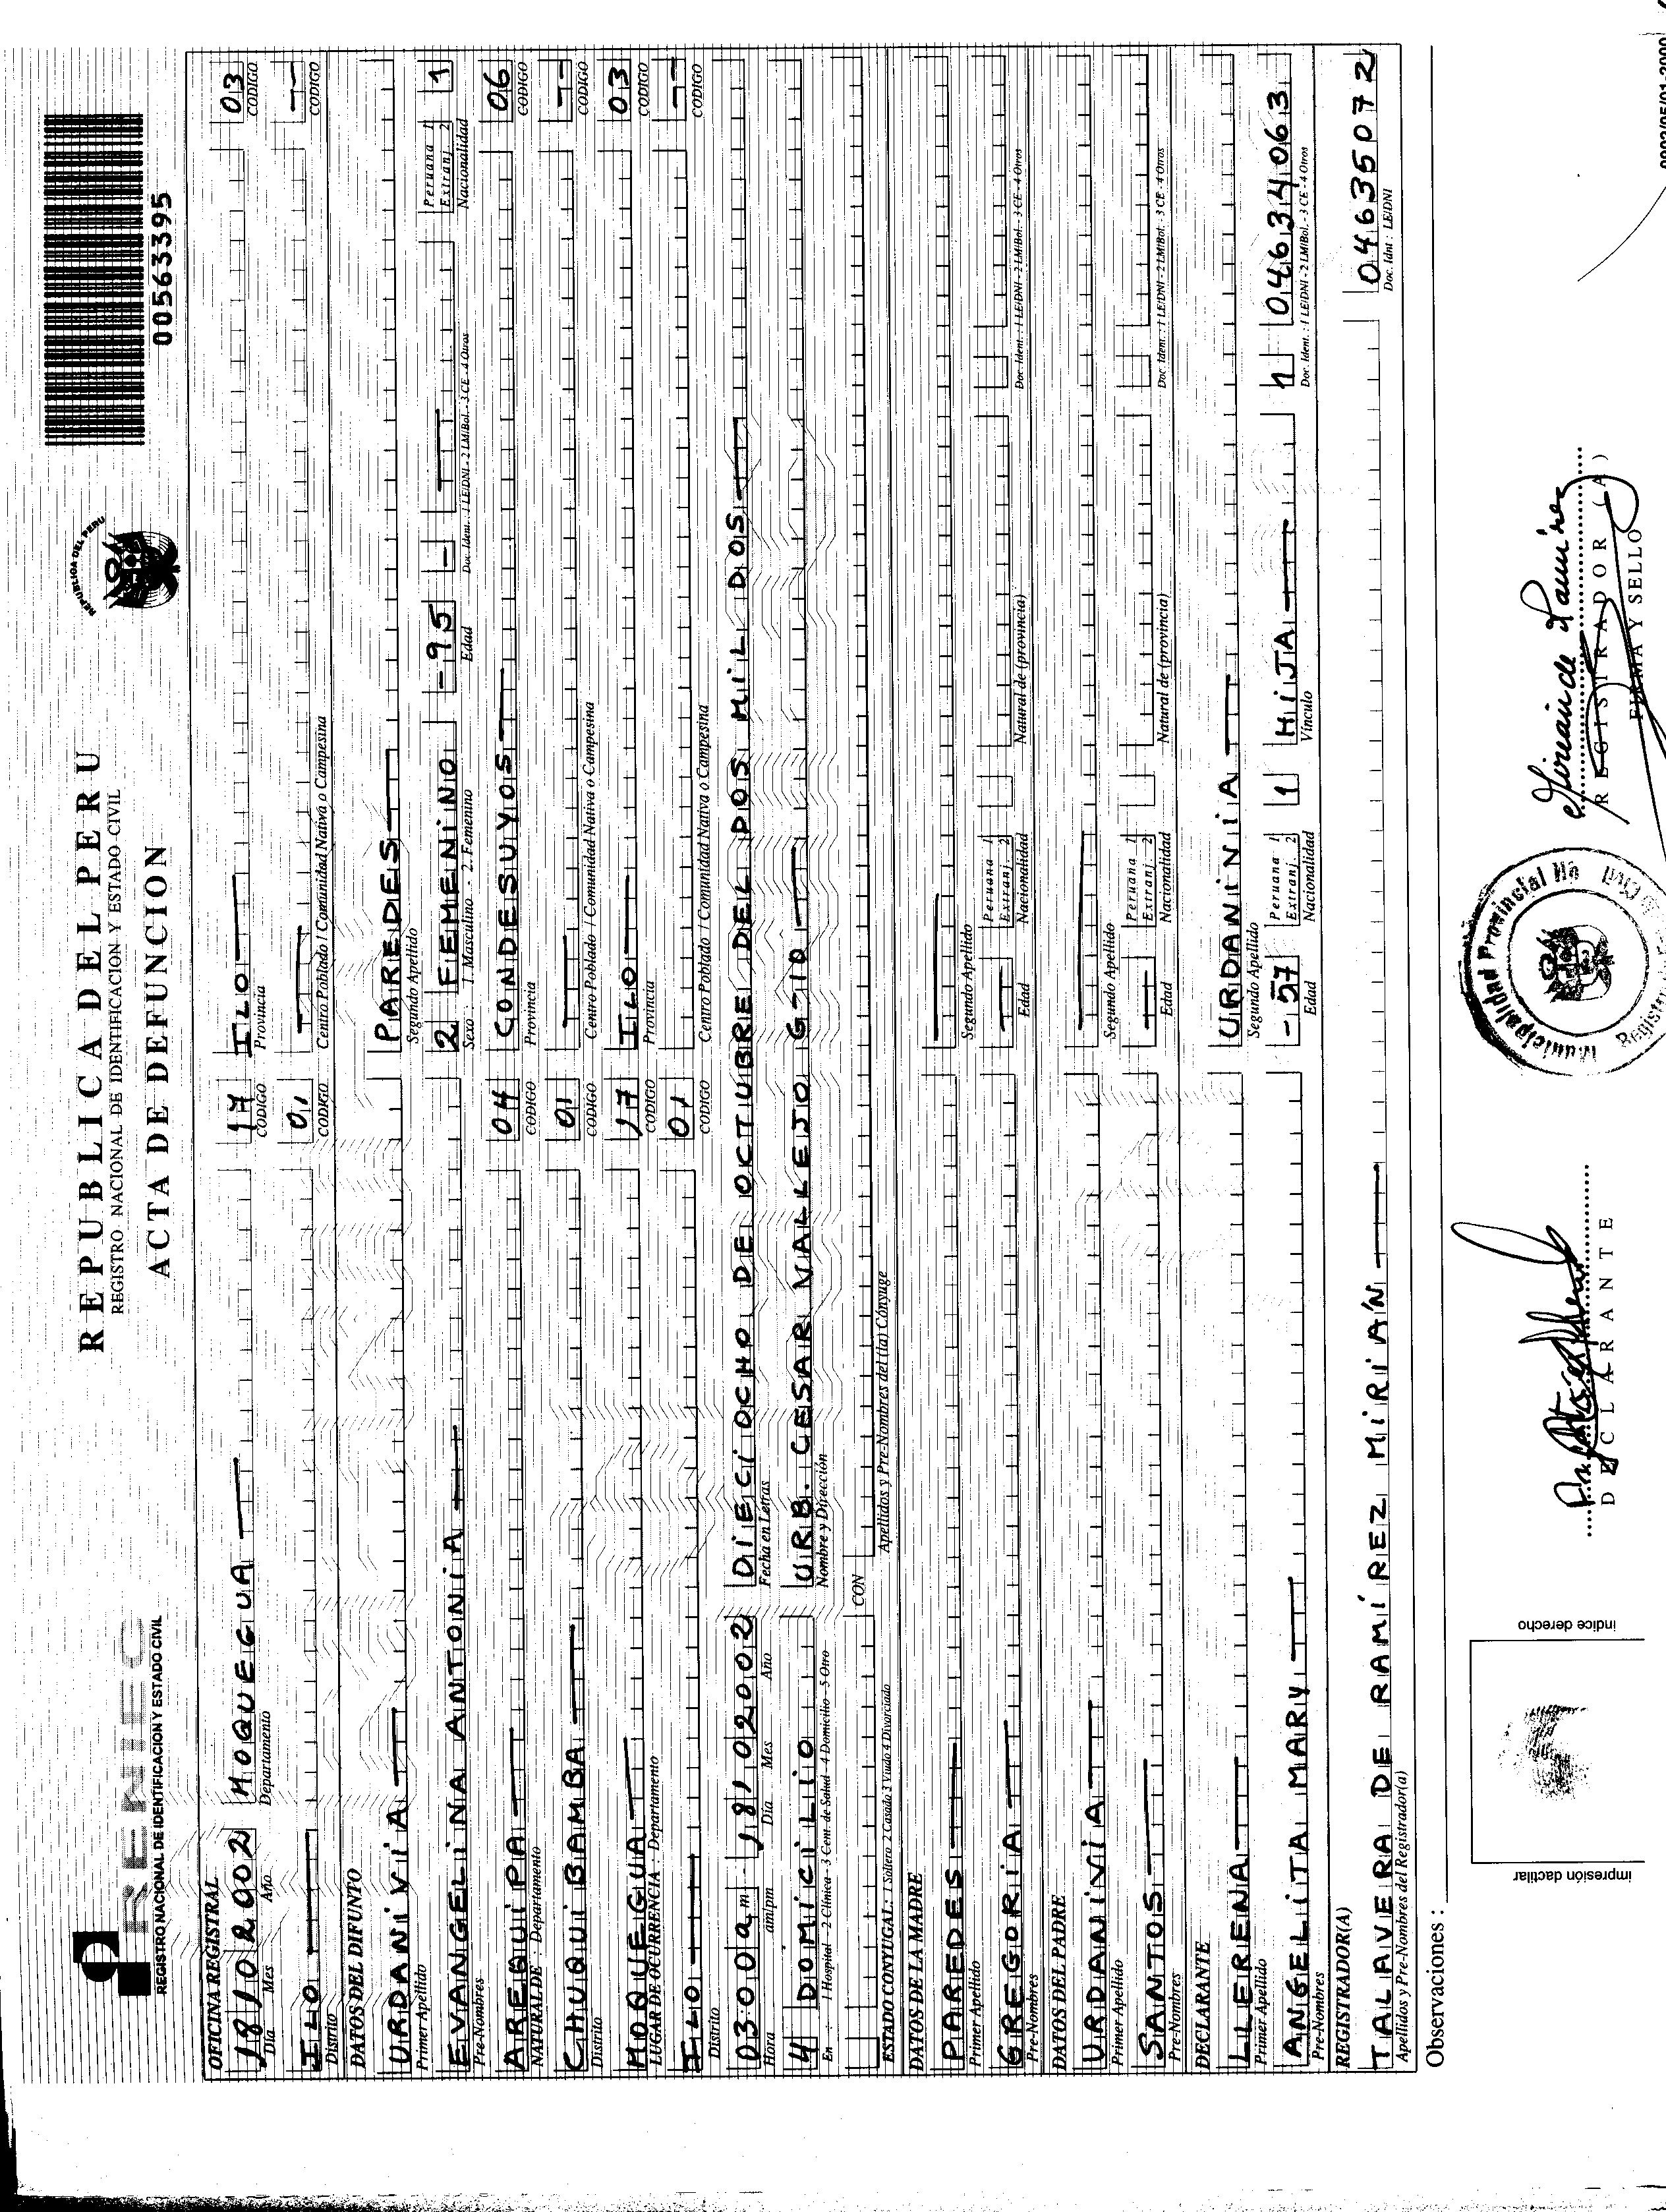 RENIEC
REGISTRO NACIONAL DE IDENTIFICACION Y ESTADO CIVIL
REPUBLICA DEL PERU
REGISTRO NACIONAL DE IDENTIFICACION Y ESTADO CIVIL
ACTA DE DEFUNCION
REPUBLICA DEL PERU
00563395
OFICINA REGISTRAL
18 10 2002 MOQUEGUA 17 ILO 03
Día Mes Año Departamento CODIGO Provincia CODIGO
ILO 01
Distrito CODIGO Centro Poblado / Comunidad Nativa o Campesina CODIGO
DATOS DEL DIFUNTO
URDANIVIA PAREDES
Primer Apellido Segundo Apellido
EVANGELINA ANTONIA 2 FEMENINO - 95 - Peruana 1 Extranj. 2 1
Pre-Nombres Sexo : 1 Masculino - 2. Femenino Edad Doc. Ident. : 1 LE/DNI - 2 LM/Bol. - 3 CE - 4 Otros Nacionalidad
AREQUIPA 04 CONDESUYOS 06
NATURAL DE : Departamento CODIGO Provincia CODIGO
CHUQUIBAMBA 01
Distrito CODIGO Centro Poblado / Comunidad Nativa o Campesina CODIGO
MOQUEGUA 17 ILO 03
LUGAR DE OCURRENCIA : Departamento CODIGO Provincia CODIGO
ILO 01
Distrito CODIGO Centro Poblado / Comunidad Nativa o Campesina CODIGO
03:00 am 18 10 2002 DIECIOCHO DE OCTUBRE DEL DOS MIL DOS
Hora am/pm Día Mes Año Fecha en Letras
4 DOMICILIO URB. CESAR VALLEJO G-10
En : 1 Hospital - 2 Clínica - 3 Cent. de Salud - 4 Domicilio - 5 Otro Nombre y Dirección
CON
ESTADO CONYUGAL: 1 Soltero 2 Casado 3 Viudo 4 Divorciado Apellidos y Pre-Nombres del (la) Cónyuge
DATOS DE LA MADRE
PAREDES
Primer Apellido Segundo Apellido
GREGORIA Peruana 1 Extranj. 2
Pre-Nombres Edad Nacionalidad Natural de (provincia) Doc. Ident. : 1 LE/DNI - 2 LM/Bol. - 3 CE - 4 Otros
DATOS DEL PADRE
URDANIVIA
Primer Apellido Segundo Apellido
SANTOS Peruana 1 Extranj. 2
Pre-Nombres Edad Nacionalidad Natural de (provincia) Doc. Ident. : 1 LE/DNI - 2 LM/Bol. - 3 CE - 4 Otros
DECLARANTE
LLERENA URDANINIA
Primer Apellido Segundo Apellido
ANGELITA MARY - 57 Peruana 1 Extranj. 2 1 HIJA 1 04634063
Pre-Nombres Edad Nacionalidad Vínculo Doc. Ident. : 1 LE/DNI - 2 LM/Bol. - 3 CE - 4 Otros
REGISTRADOR(A)
TALAVERA DE RAMÍREZ MIRIAN 04635072
Apellidos y Pre-Nombres del Registrador(a) Doc. Idnt : LE/DNI
Observaciones :
impresión dactilar
indice derecho
DECLARANTE
Municipalidad Provincial
Mirian de Ramirez
REGISTRADOR (A)
FIRMA Y SELLO